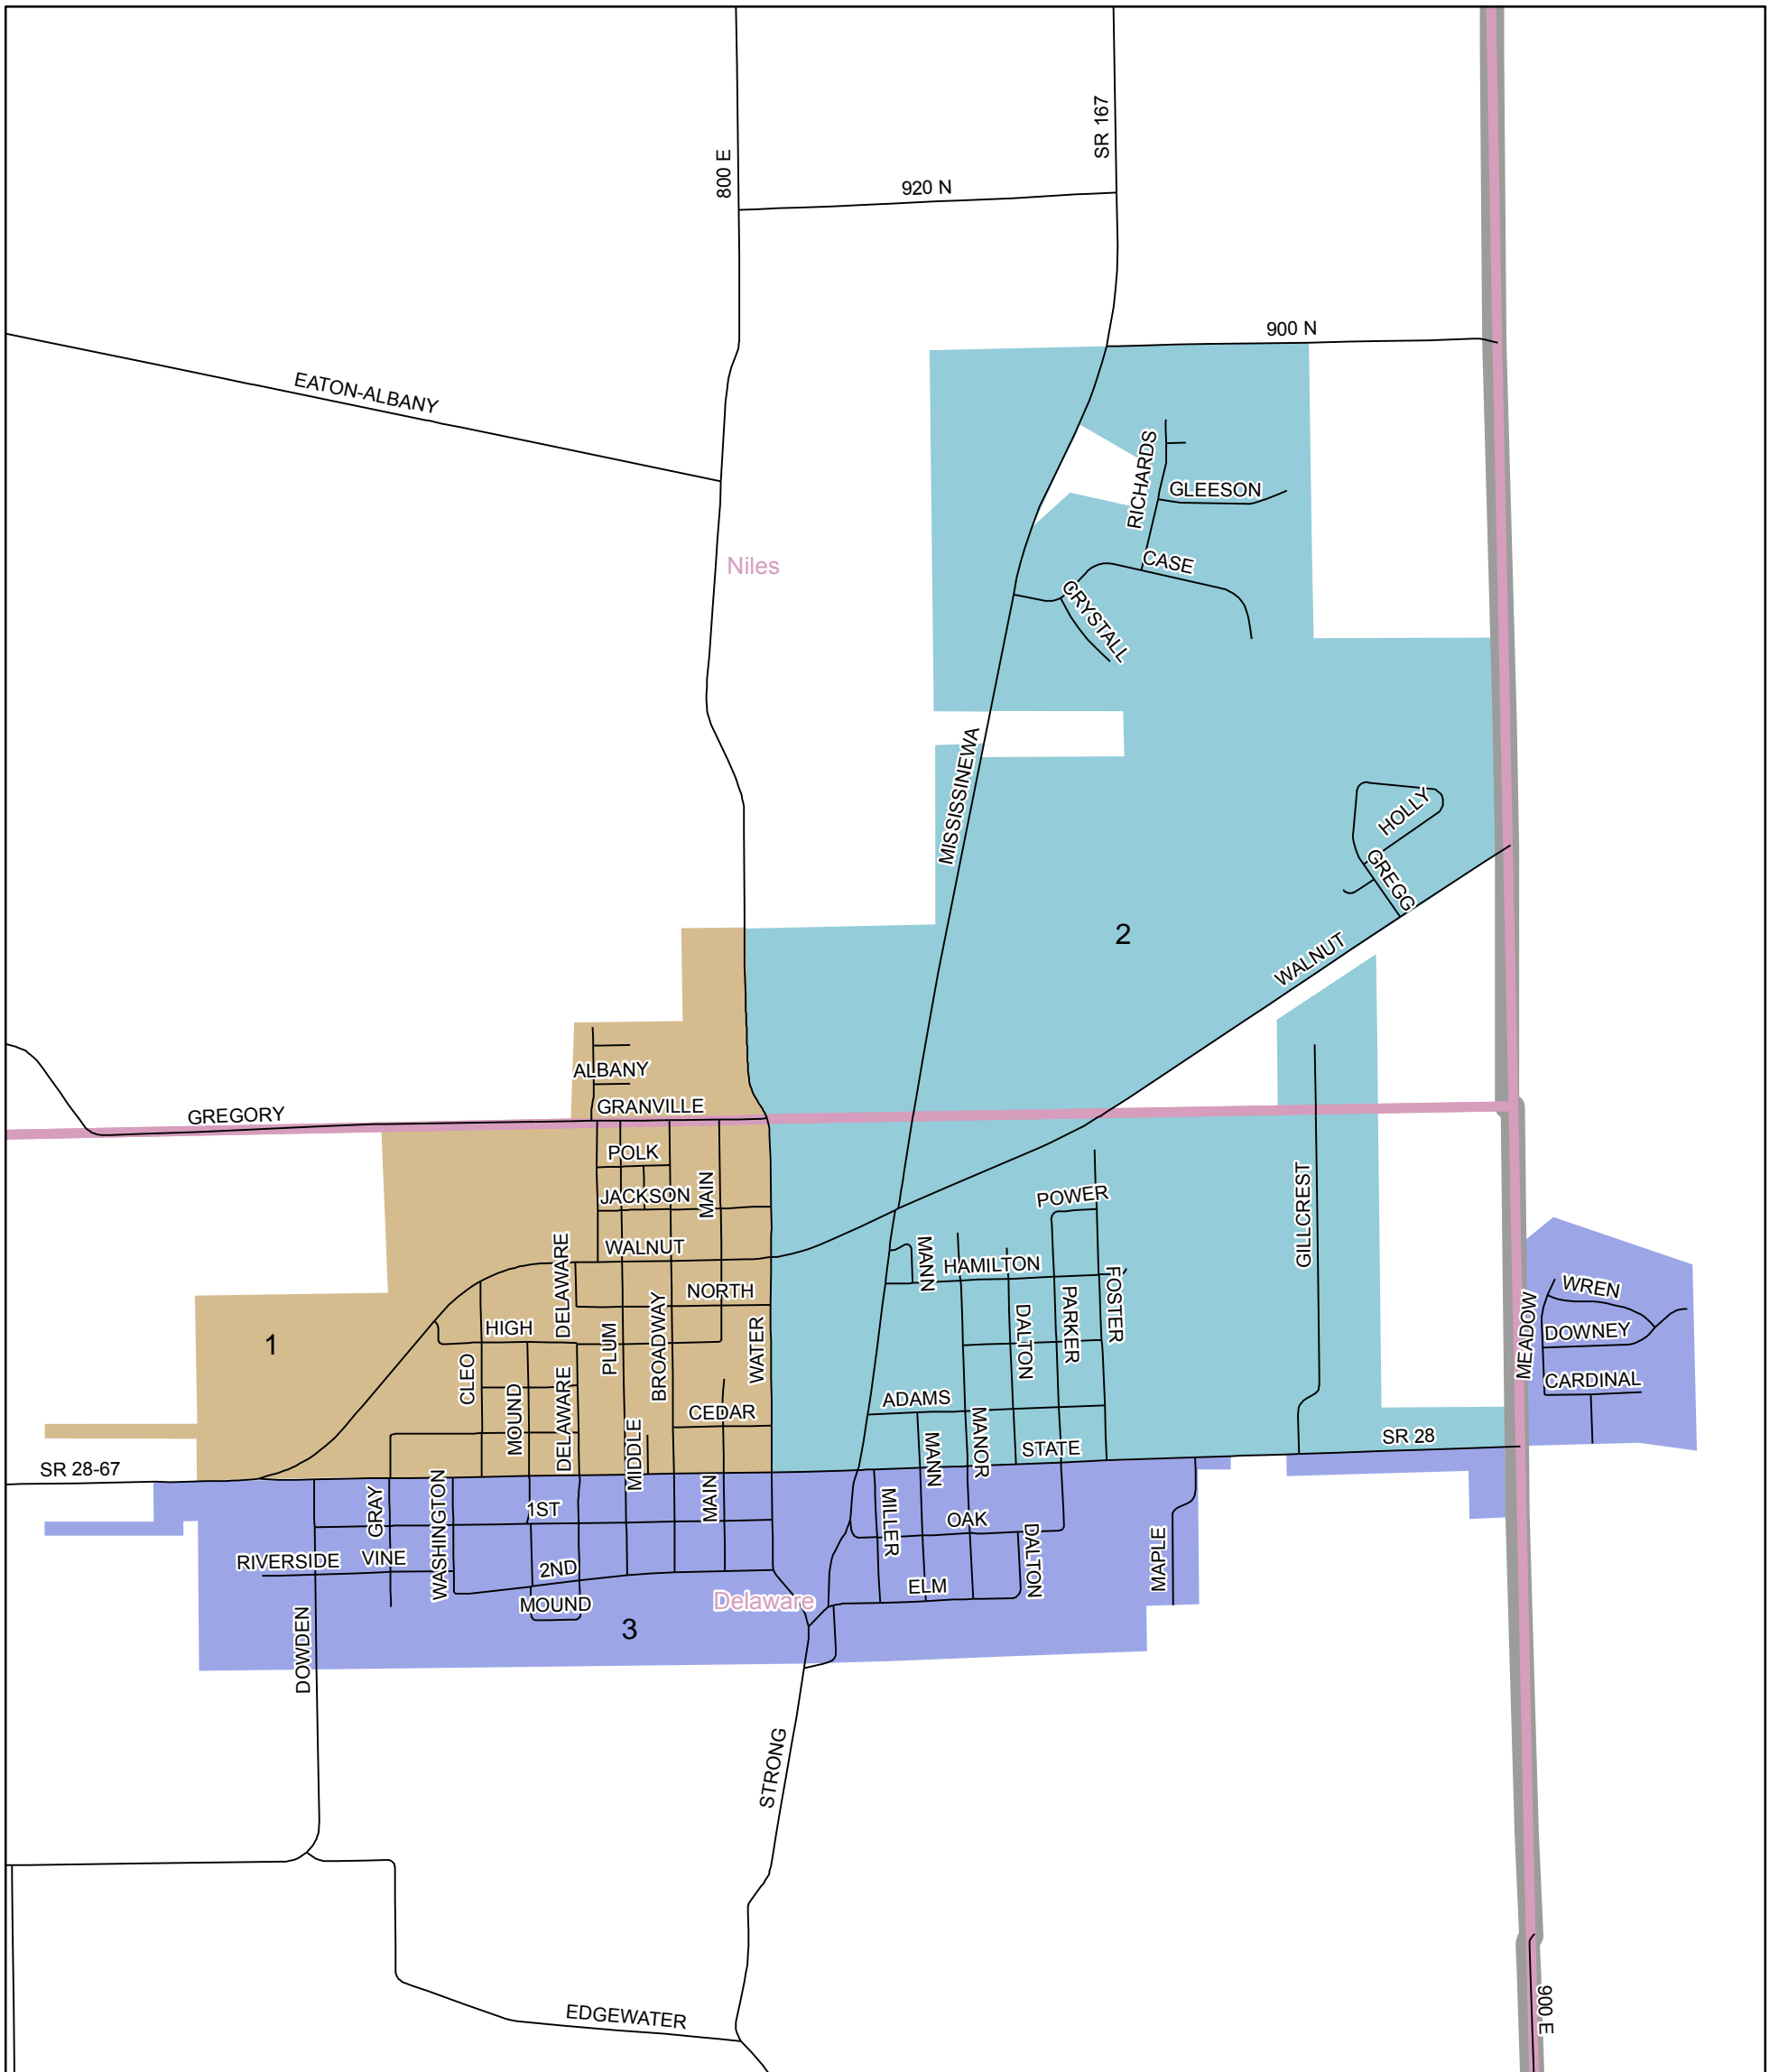 SR 167
800 E
920 N
900 N
EATON-ALBANY
RICHARDS
GLEESON
Niles
CASE
CRYSTALL
MISSISSINEWA
HOLLY
GREGG
2
WALNUT
ALBANY
GRANVILLE
GREGORY
POLK
JACKSON
MAIN
POWER
GILLCREST
WALNUT
DELAWARE
MANN
HAMILTON
FOSTER
WREN
NORTH
PARKER
DALTON
MEADOW
DOWNEY
1
HIGH
PLUM
BROADWAY
WATER
CLEO
CARDINAL
ADAMS
MOUND
DELAWARE
CEDAR
MIDDLE
MANN
MANOR
STATE
SR 28
SR 28-67
GRAY
WASHINGTON
1ST
MAIN
MILLER
OAK
DALTON
MAPLE
RIVERSIDE
VINE
2ND
ELM
MOUND
Delaware
3
DOWDEN
STRONG
EDGEWATER
900 E